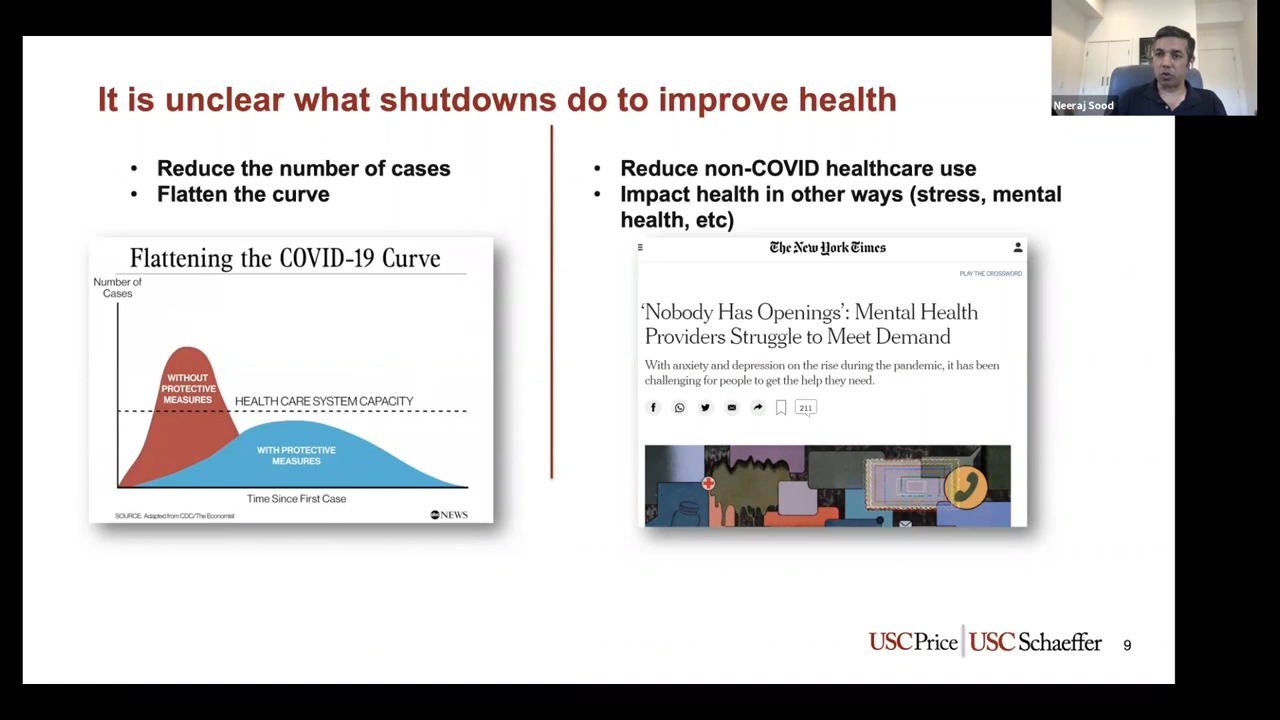 Neeraj Sood
It is unclear what shutdowns do to improve health
• Reduce the number of cases
• Flatten the curve
Flattening the COVID-19 Curve
Number of
Cases
WITHOUT
PROTECTIVE
MEASURES
HEALTH CARE SYSTEM CAPACITY
WITH PROTECTIVE
MEASURES
Time Since First Case
SOURCE: Adapted from CDC/The Economist
abc NEWS
• Reduce non-COVID healthcare use
• Impact health in other ways (stress, mental
health, etc)
The New York Times
PLAY THE CROSSWORD
‘Nobody Has Openings’: Mental Health
Providers Struggle to Meet Demand
With anxiety and depression on the rise during the pandemic, it has been
challenging for people to get the help they need.
211
USC Price USC Schaeffer
9